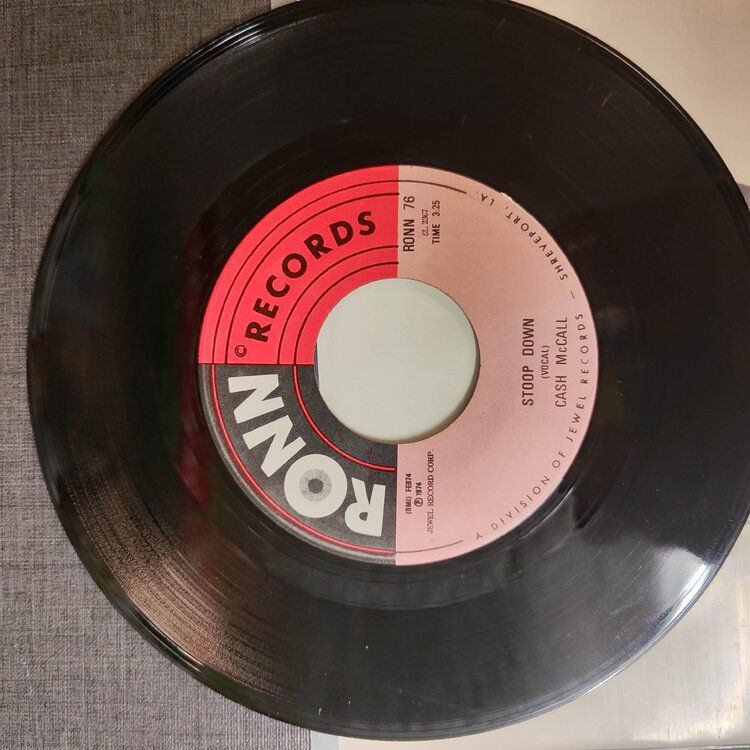 RONN
© RECORDS
(BMI) FEB74
℗ 1974
JEWEL RECORD CORP.
RONN 76
SL 2367
TIME 3:25
STOOP DOWN
(VOCAL)
CASH McCALL
A DIVISION OF JEWEL RECORDS – SHREVEPORT, LA.